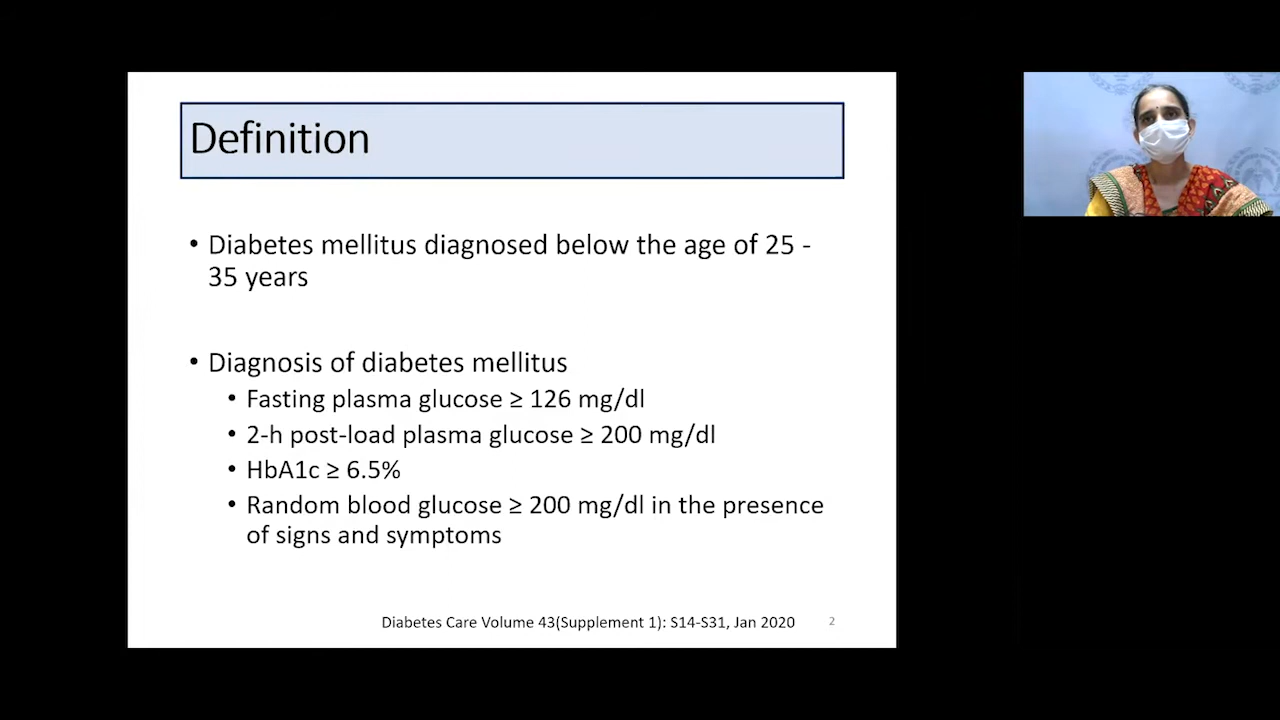 Definition
• Diabetes mellitus diagnosed below the age of 25 -
35 years
• Diagnosis of diabetes mellitus
• Fasting plasma glucose ≥ 126 mg/dl
• 2-h post-load plasma glucose ≥ 200 mg/dl
• HbA1c ≥ 6.5%
• Random blood glucose ≥ 200 mg/dl in the presence
of signs and symptoms
Diabetes Care Volume 43(Supplement 1): S14-S31, Jan 2020
2